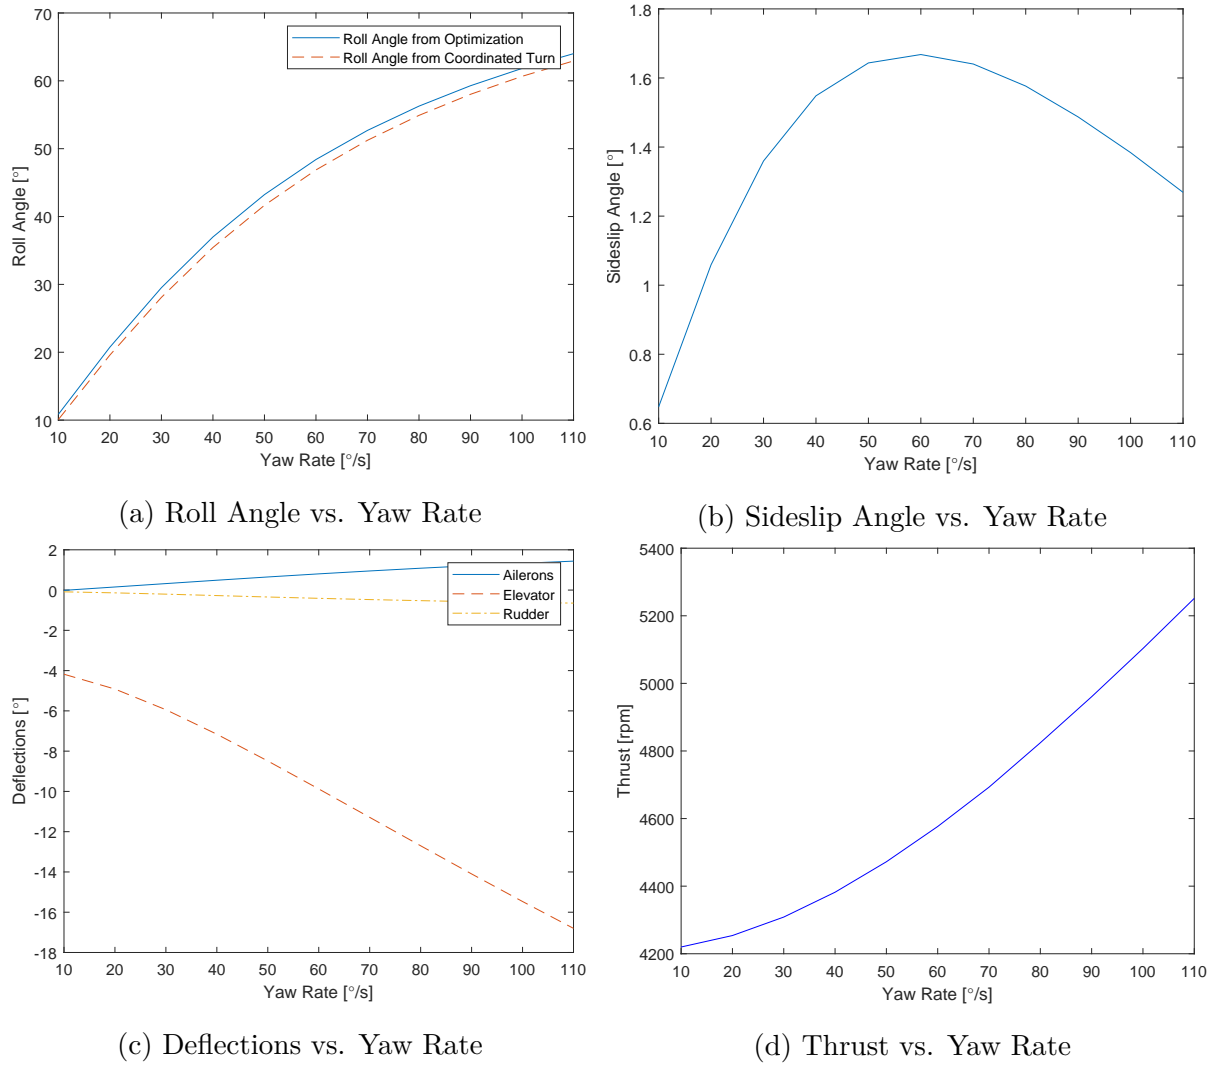 70
60
50
40
30
20
10
Roll Angle [°]
Roll Angle from Optimization
Roll Angle from Coordinated Turn
10 20 30 40 50 60 70 80 90 100 110
Yaw Rate [°/s]
(a) Roll Angle vs. Yaw Rate
1.8
1.6
1.4
1.2
1
0.8
0.6
Sideslip Angle [°]
10 20 30 40 50 60 70 80 90 100 110
Yaw Rate [°/s]
(b) Sideslip Angle vs. Yaw Rate
2
0
-2
-4
-6
-8
-10
-12
-14
-16
-18
Deflections [°]
Ailerons
Elevator
Rudder
10 20 30 40 50 60 70 80 90 100 110
Yaw Rate [°/s]
(c) Deflections vs. Yaw Rate
5400
5200
5000
4800
4600
4400
4200
Thrust [rpm]
10 20 30 40 50 60 70 80 90 100 110
Yaw Rate [°/s]
(d) Thrust vs. Yaw Rate